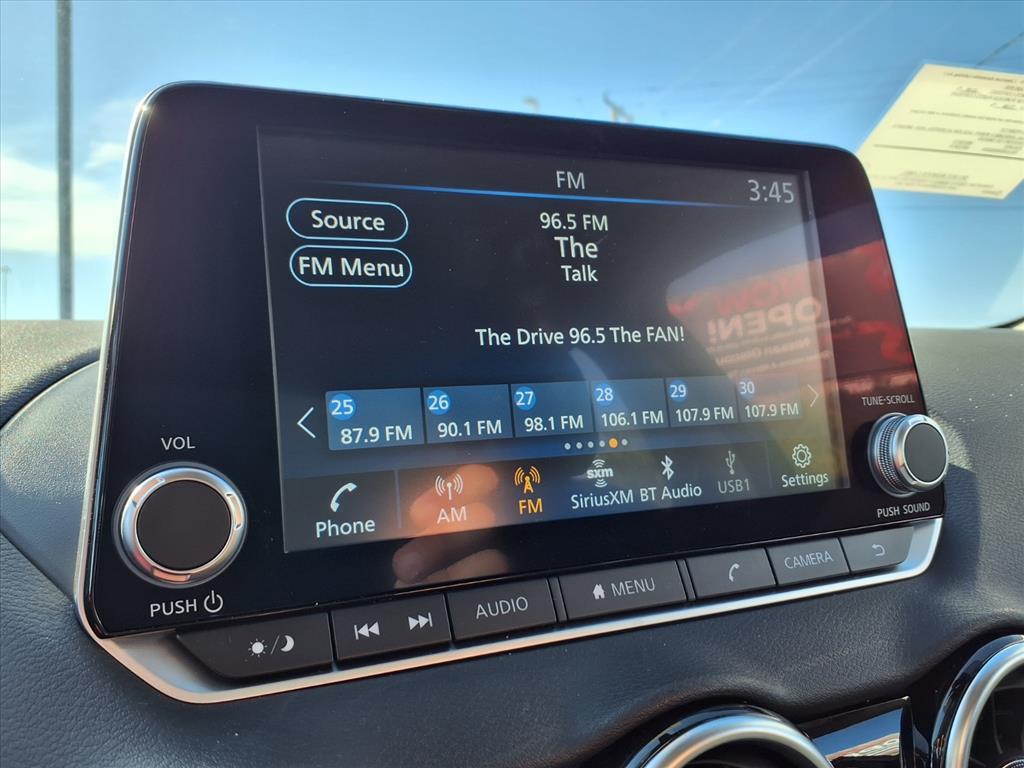 FM
3:45
Source
FM Menu
96.5 FM
The
Talk
The Drive 96.5 The FAN!
NOW
OPEN!
25 26 27 28 29 30
87.9 FM 90.1 FM 98.1 FM 106.1 FM 107.9 FM 107.9 FM
Phone AM FM sxm SiriusXM BT Audio USB1 Settings
VOL
PUSH
TUNE·SCROLL
PUSH SOUND
AUDIO MENU CAMERA